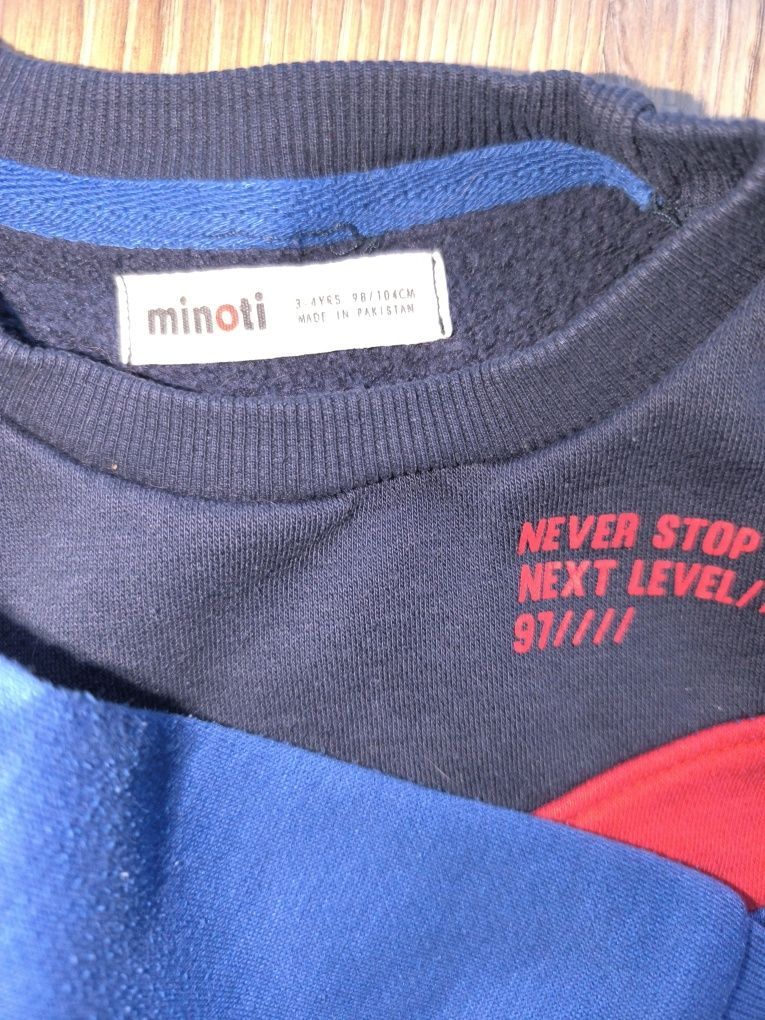 minoti
3-4YRS 98/104CM
MADE IN PAKISTAN
NEVER STOP
NEXT LEVEL/
97////